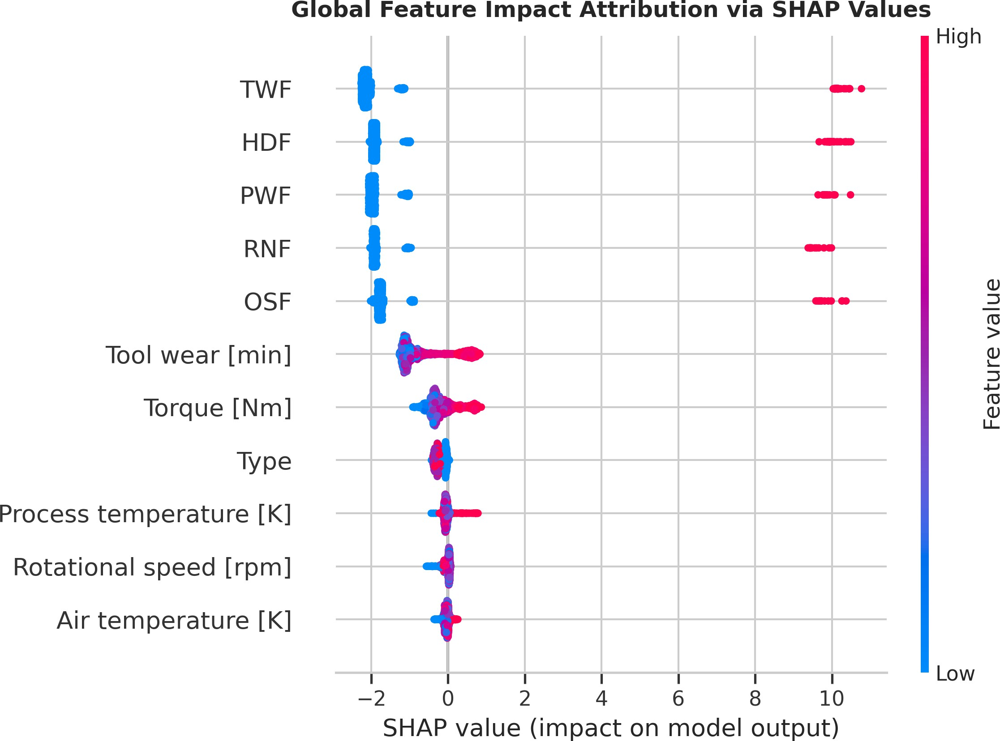 Global Feature Impact Attribution via SHAP Values
High
TWF
HDF
PWF
RNF
OSF
Tool wear [min]
Torque [Nm]
Type
Process temperature [K]
Rotational speed [rpm]
Air temperature [K]
Feature value
Low
−2 0 2 4 6 8 10
SHAP value (impact on model output)